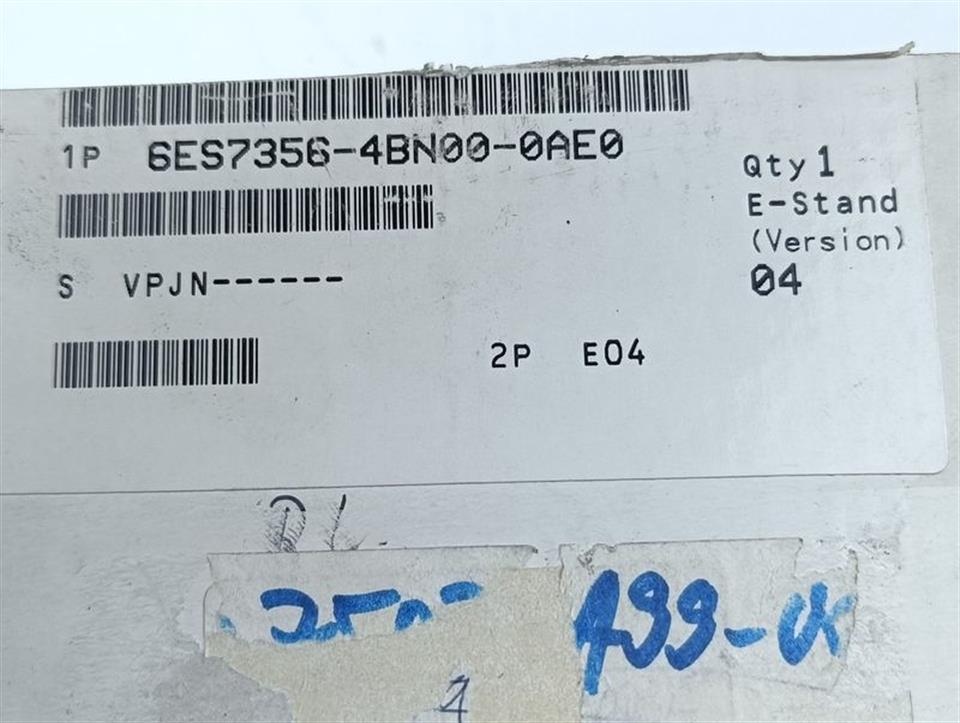 1P 6ES7356-4BN00-0AE0
Qty 1
E-Stand
(Version)
04
S VPJN------
2P E04